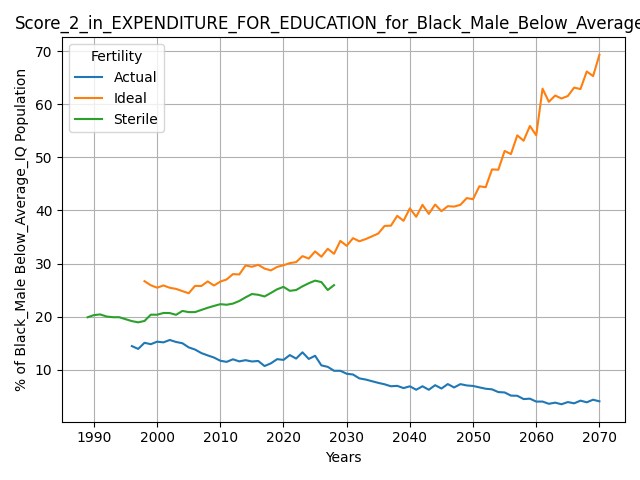 Score_2_in_EXPENDITURE_FOR_EDUCATION_for_Black_Male_Below_Average
Fertility
Actual
Ideal
Sterile
% of Black_Male Below_Average_IQ Population
70
60
50
40
30
20
10
1990 2000 2010 2020 2030 2040 2050 2060 2070
Years